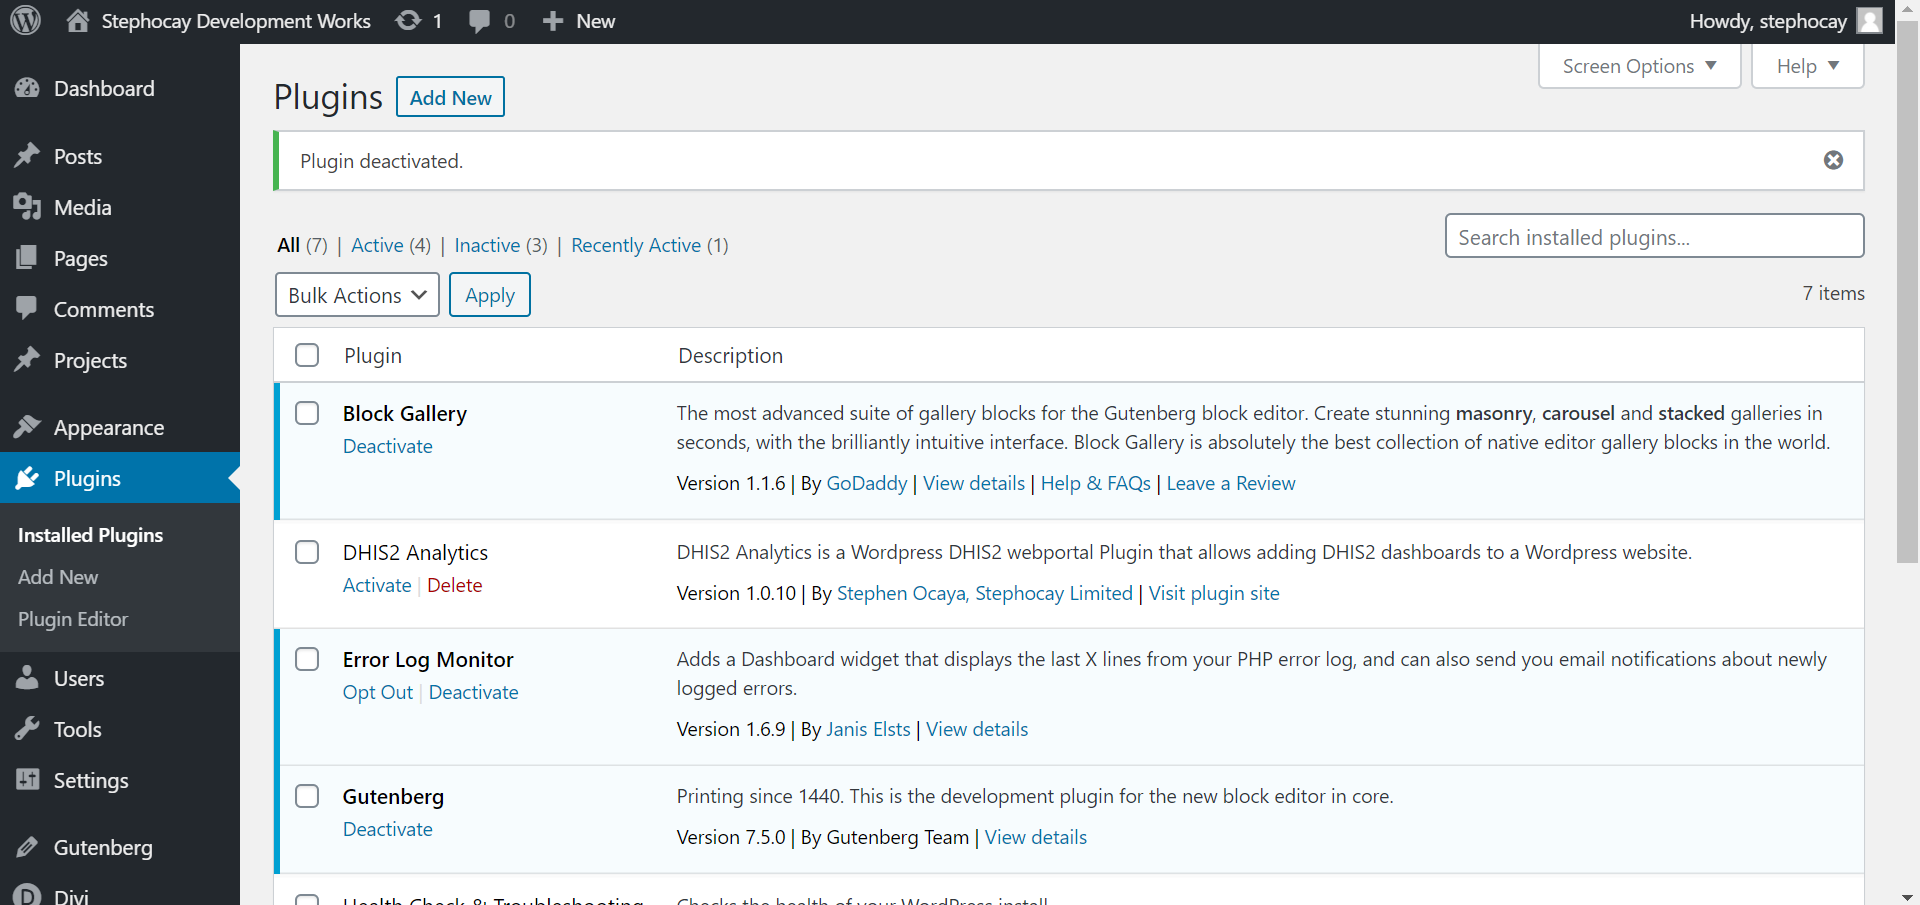 Stephocay Development Works 1 0 New Howdy, stephocay
Dashboard
Posts
Media
Pages
Comments
Projects
Appearance
Plugins
Installed Plugins
Add New
Plugin Editor
Users
Tools
Settings
Gutenberg
Divi
Screen Options Help
Plugins Add New
Plugin deactivated.
All (7) | Active (4) | Inactive (3) | Recently Active (1)
Search installed plugins...
Bulk Actions Apply
7 items
Plugin Description
Block Gallery
Deactivate
The most advanced suite of gallery blocks for the Gutenberg block editor. Create stunning masonry, carousel and stacked galleries in
seconds, with the brilliantly intuitive interface. Block Gallery is absolutely the best collection of native editor gallery blocks in the world.
Version 1.1.6 | By GoDaddy | View details | Help & FAQs | Leave a Review
DHIS2 Analytics
Activate | Delete
DHIS2 Analytics is a Wordpress DHIS2 webportal Plugin that allows adding DHIS2 dashboards to a Wordpress website.
Version 1.0.10 | By Stephen Ocaya, Stephocay Limited | Visit plugin site
Error Log Monitor
Opt Out | Deactivate
Adds a Dashboard widget that displays the last X lines from your PHP error log, and can also send you email notifications about newly
logged errors.
Version 1.6.9 | By Janis Elsts | View details
Gutenberg
Deactivate
Printing since 1440. This is the development plugin for the new block editor in core.
Version 7.5.0 | By Gutenberg Team | View details
Health Check & Troubleshooting
Checks the health of your WordPress install